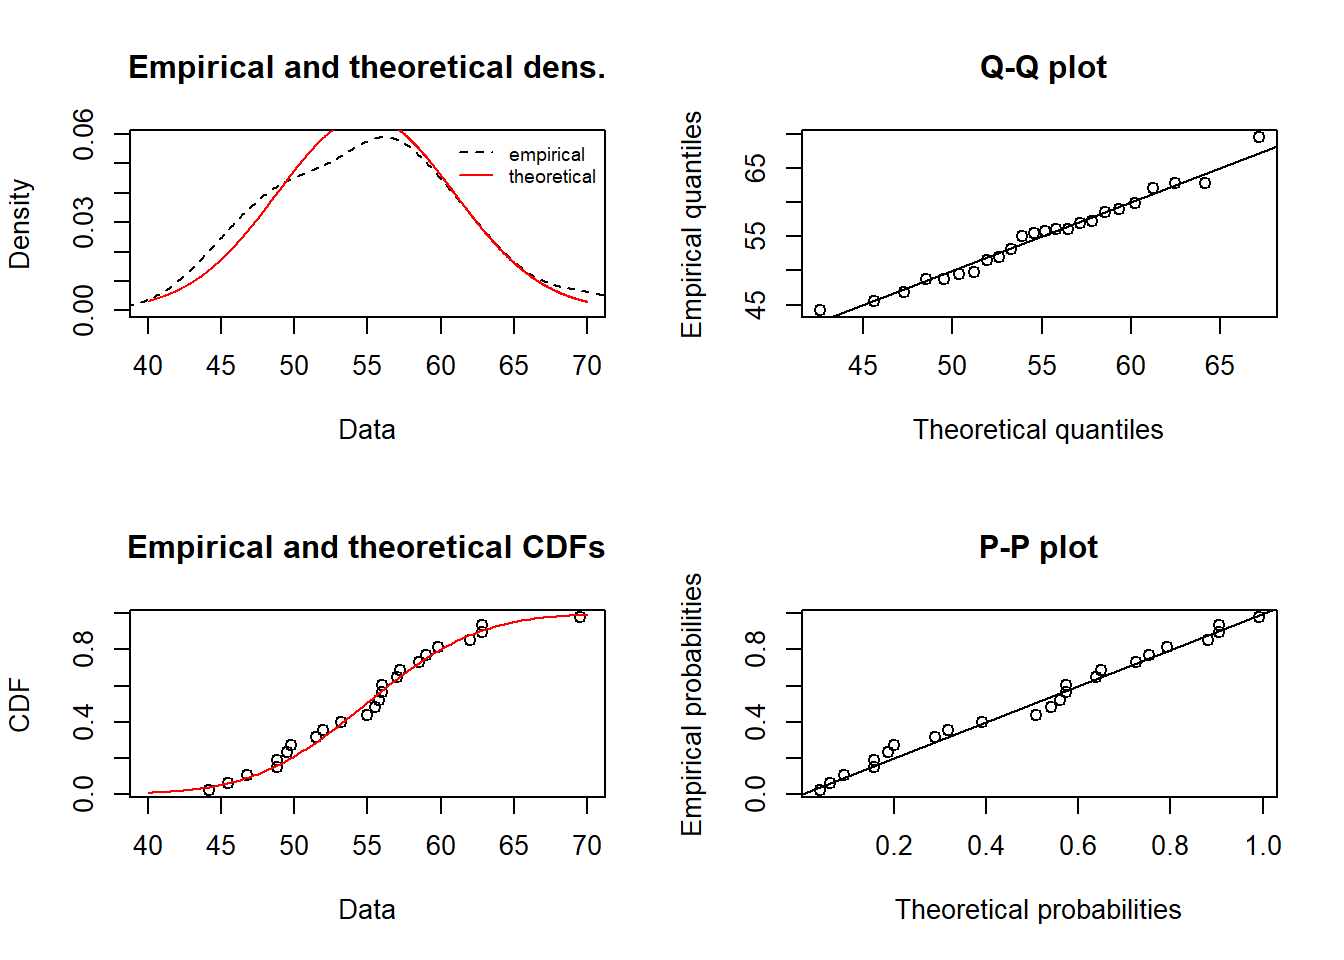 Empirical and theoretical dens.
Density
0.00 0.03 0.06
empirical
theoretical
40 45 50 55 60 65 70
Data
Q-Q plot
Empirical quantiles
45 55 65
45 50 55 60 65
Theoretical quantiles
Empirical and theoretical CDFs
CDF
0.0 0.4 0.8
40 45 50 55 60 65 70
Data
P-P plot
Empirical probabilities
0.0 0.4 0.8
0.2 0.4 0.6 0.8 1.0
Theoretical probabilities